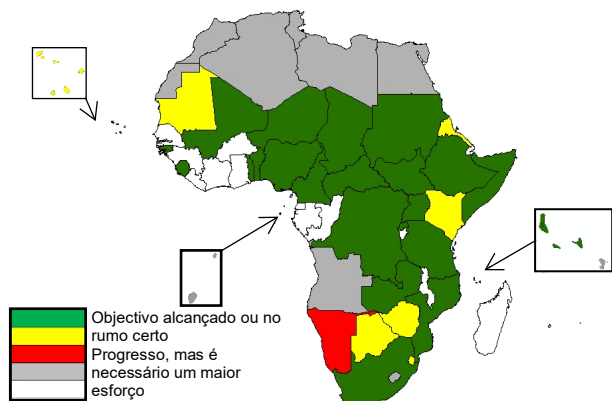 Objectivo alcançado ou no
rumo certo
Progresso, mas é
necessário um maior
esforço